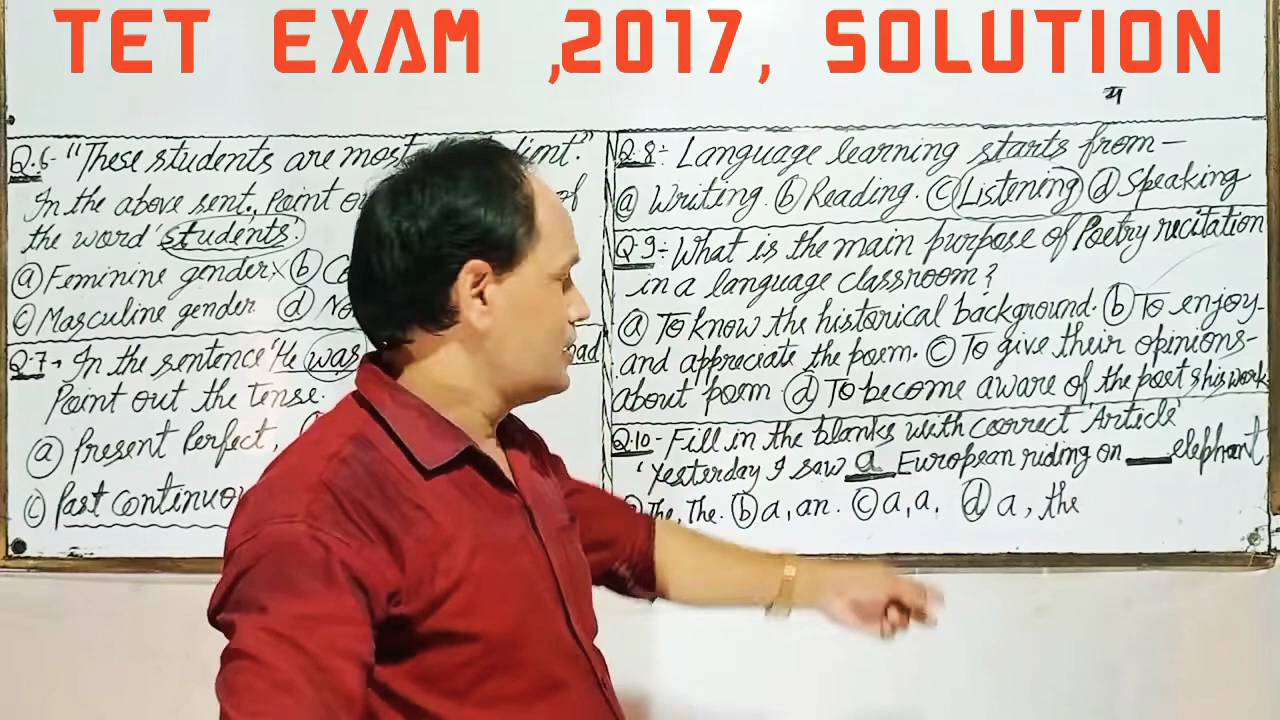 TET EXAM ,2017, SOLUTION
य
Q.6- "These students are most
In the above sent., Point of
the word 'students.'
(a) Feminine gender x (b)
(c) Masculine gender (d)
Q.7→ In the sentence 'He was
Point out the Tense.
(a) Present Perfect,
(c) Past
Q.8:- Language learning starts from—
(a) Writing. (b) Reading. (c) Listening (d) Speaking
Q.9:- What is the main purpose of Poetry recitation
in a language classroom?
(a) To know the historical background. (b) To enjoy-
and appreciate the poem. (c) To give their opinions-
about poem (d) To become aware of the poet & his work
Q.10- Fill in the blanks with correct 'Article'
'Yesterday I saw a European riding on ___ elephant
The, The. (b) a, an. (c) a, a. (d) a, the